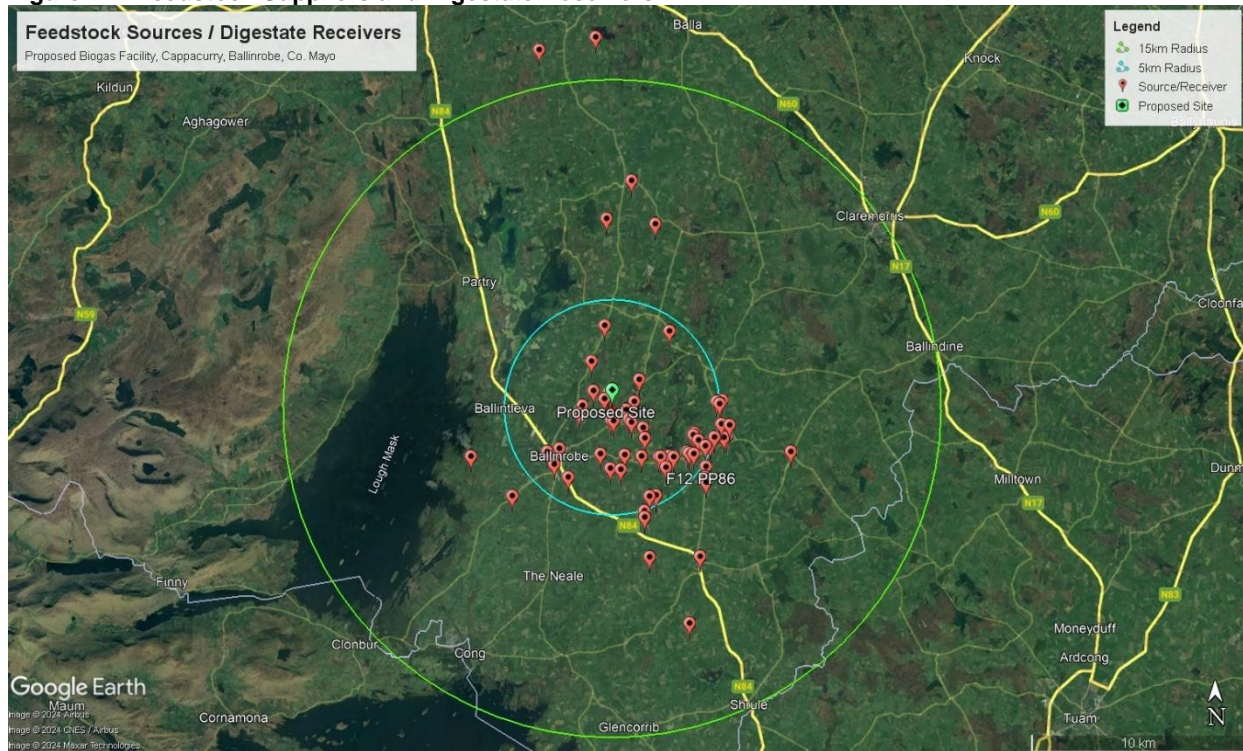 Feedstock Sources / Digestate Receivers
Proposed Biogas Facility, Cappacurry, Ballinrobe, Co. Mayo
Legend
15km Radius
5km Radius
Source/Receiver
Proposed Site
Balla
Knock
Kildun
N84
N60
Aghagower
Claremorris
N60
N17
Partry
N59
Ballindine
Ballintleva
Proposed Site
Lough Mask
Ballinrobe
F12 PP86
Milltown
N17
N84
The Neale
Finny
N83
Clonbur
Cong
Moneyduff
Ardcong
Google Earth
Maum
Cornamona
N84
Shrule
Glencorrib
Tuam
N
Image © 2024 Airbus
Image © 2024 CNES / Airbus
Image © 2024 Maxar Technologies
10 km